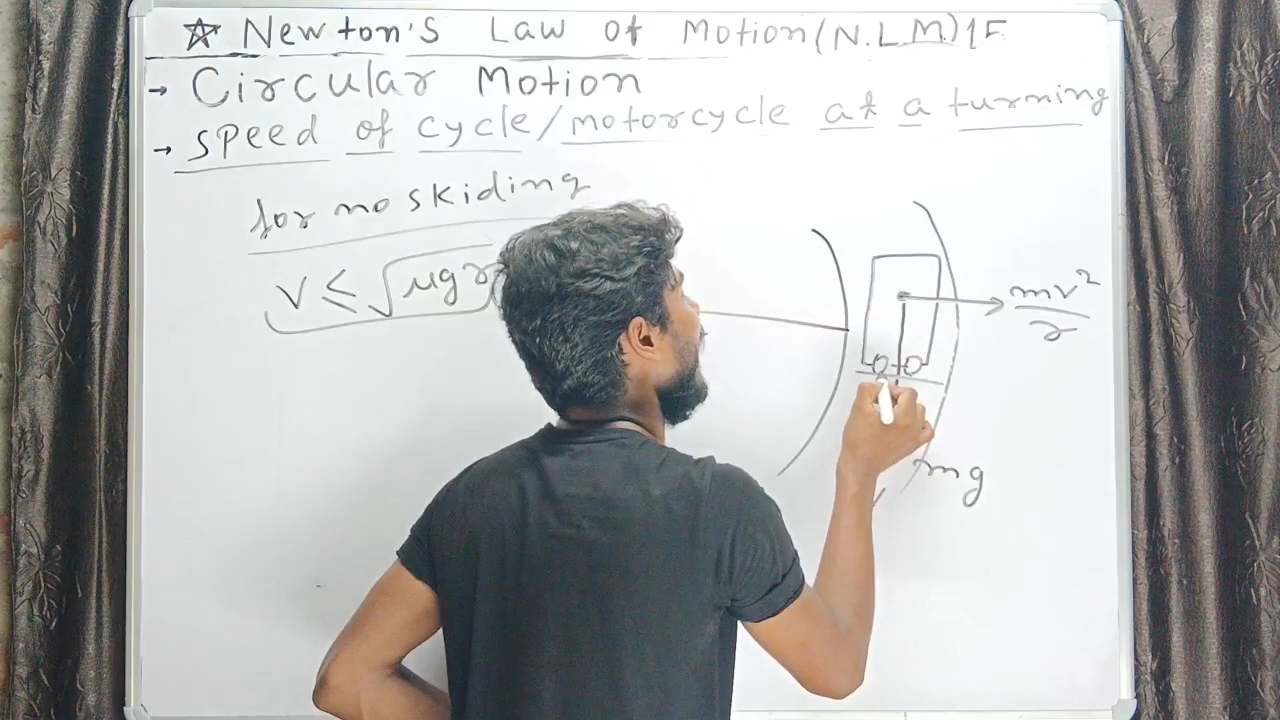 ☆ Newton's Law of Motion (N.L.M) 1F
→ Circular Motion
→ speed of cycle/motorcycle at a turning
for no skiding
v ≤ √μgr
mv²
r
mg